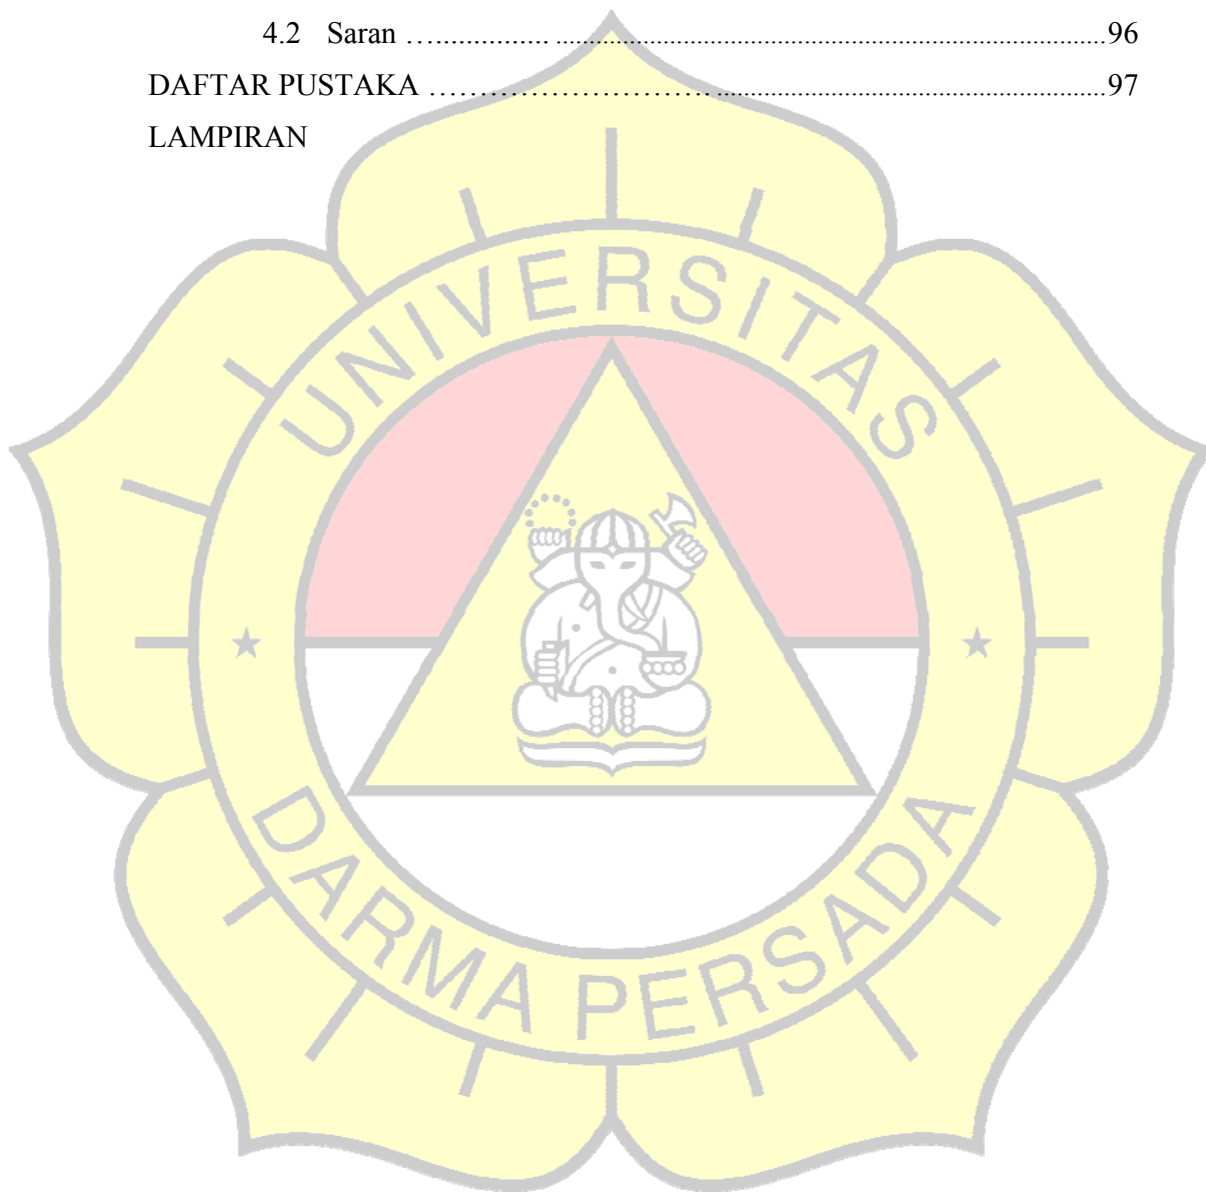 4.2 Saran ….............. ....................................................................................96
DAFTAR PUSTAKA ………………………...........................................................97
LAMPIRAN
UNIVERSITAS
DARMA PERSADA